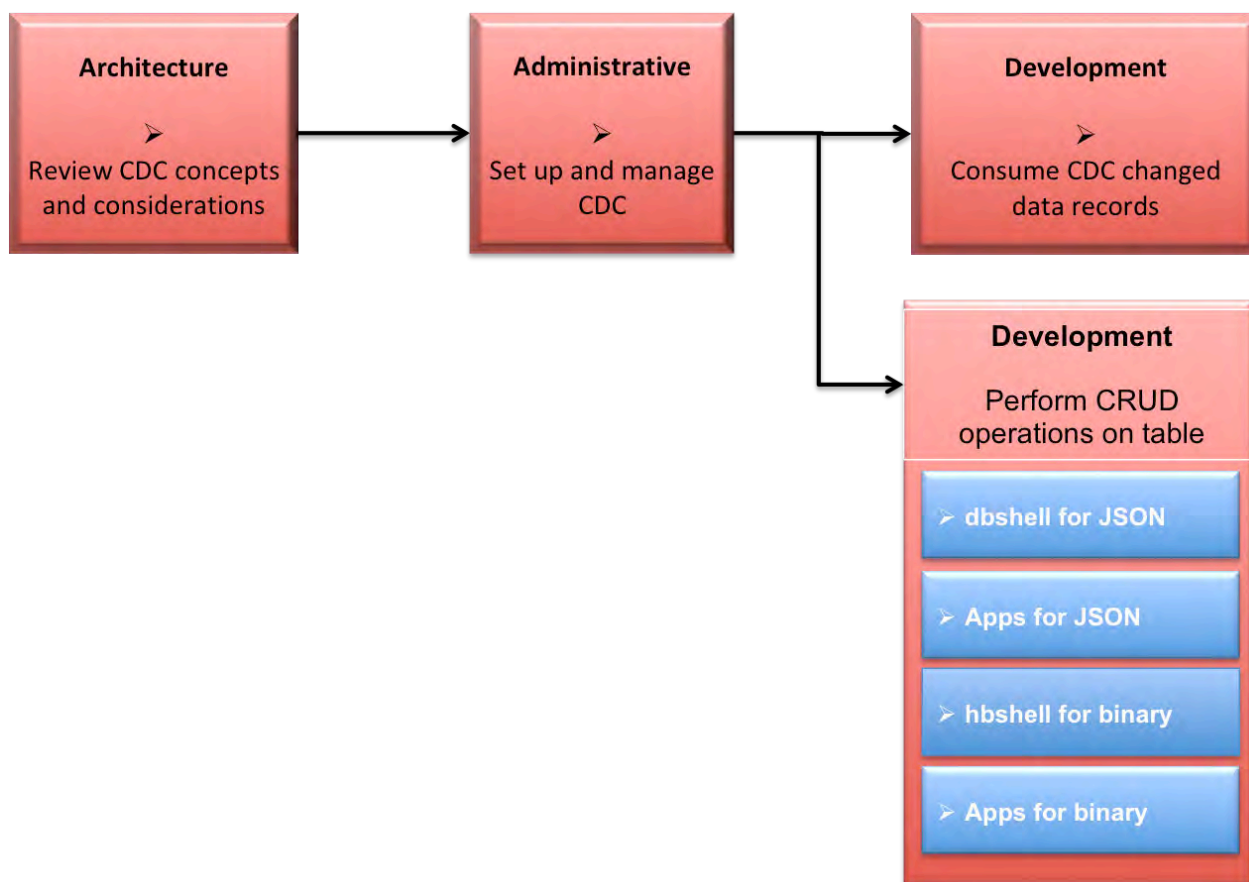 Architecture
➢
Review CDC concepts
and considerations
Administrative
➢
Set up and manage
CDC
Development
➢
Consume CDC changed
data records
Development
Perform CRUD
operations on table
➢ dbshell for JSON
➢ Apps for JSON
➢ hbshell for binary
➢ Apps for binary